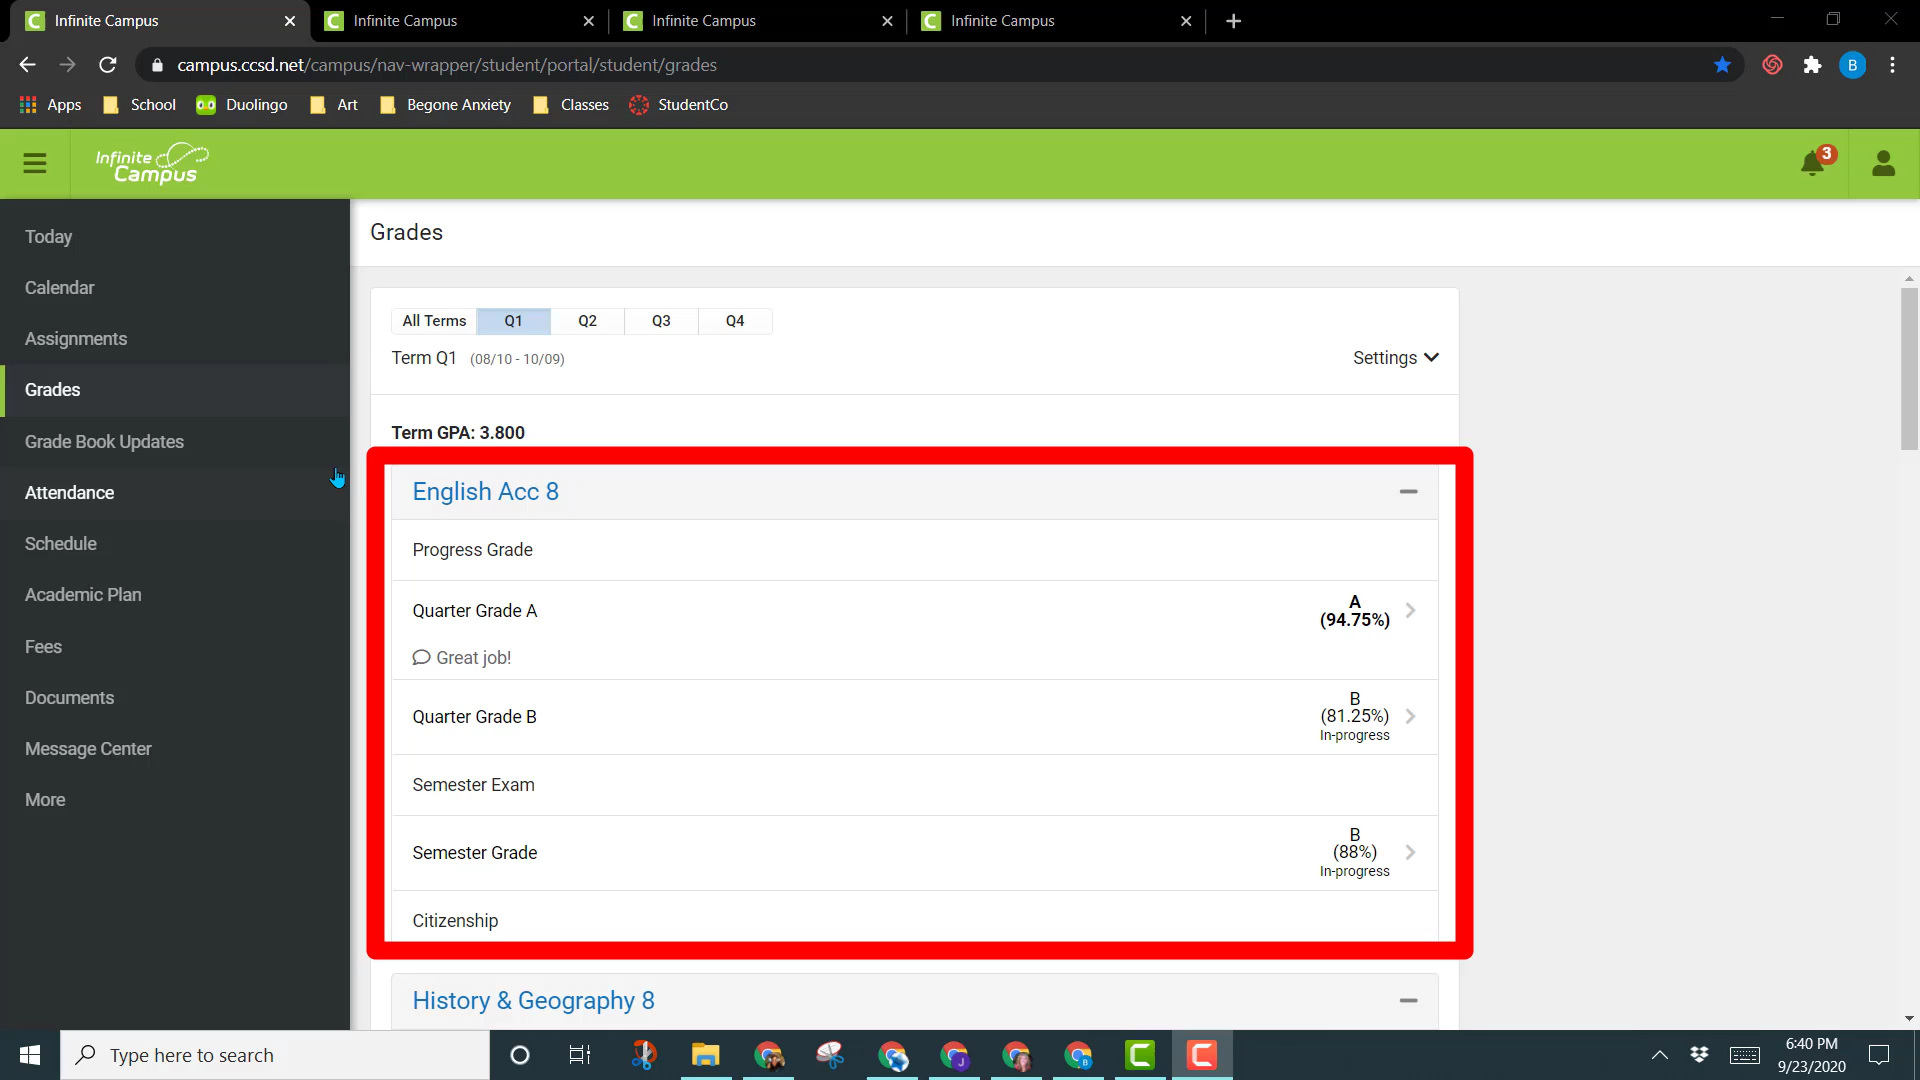 Infinite Campus
Infinite Campus
Infinite Campus
Infinite Campus
campus.ccsd.net/campus/nav-wrapper/student/portal/student/grades
B
Apps
School
Duolingo
Art
Begone Anxiety
Classes
StudentCo
Infinite
Campus
3
Today
Calendar
Assignments
Grades
Grade Book Updates
Attendance
Schedule
Academic Plan
Fees
Documents
Message Center
More
Grades
All Terms Q1 Q2 Q3 Q4
Term Q1 (08/10 - 10/09)
Settings
Term GPA: 3.800
English Acc 8
Progress Grade
Quarter Grade A
A
(94.75%)
Great job!
Quarter Grade B
B
(81.25%)
In-progress
Semester Exam
Semester Grade
B
(88%)
In-progress
Citizenship
History & Geography 8
Type here to search
6:40 PM
9/23/2020